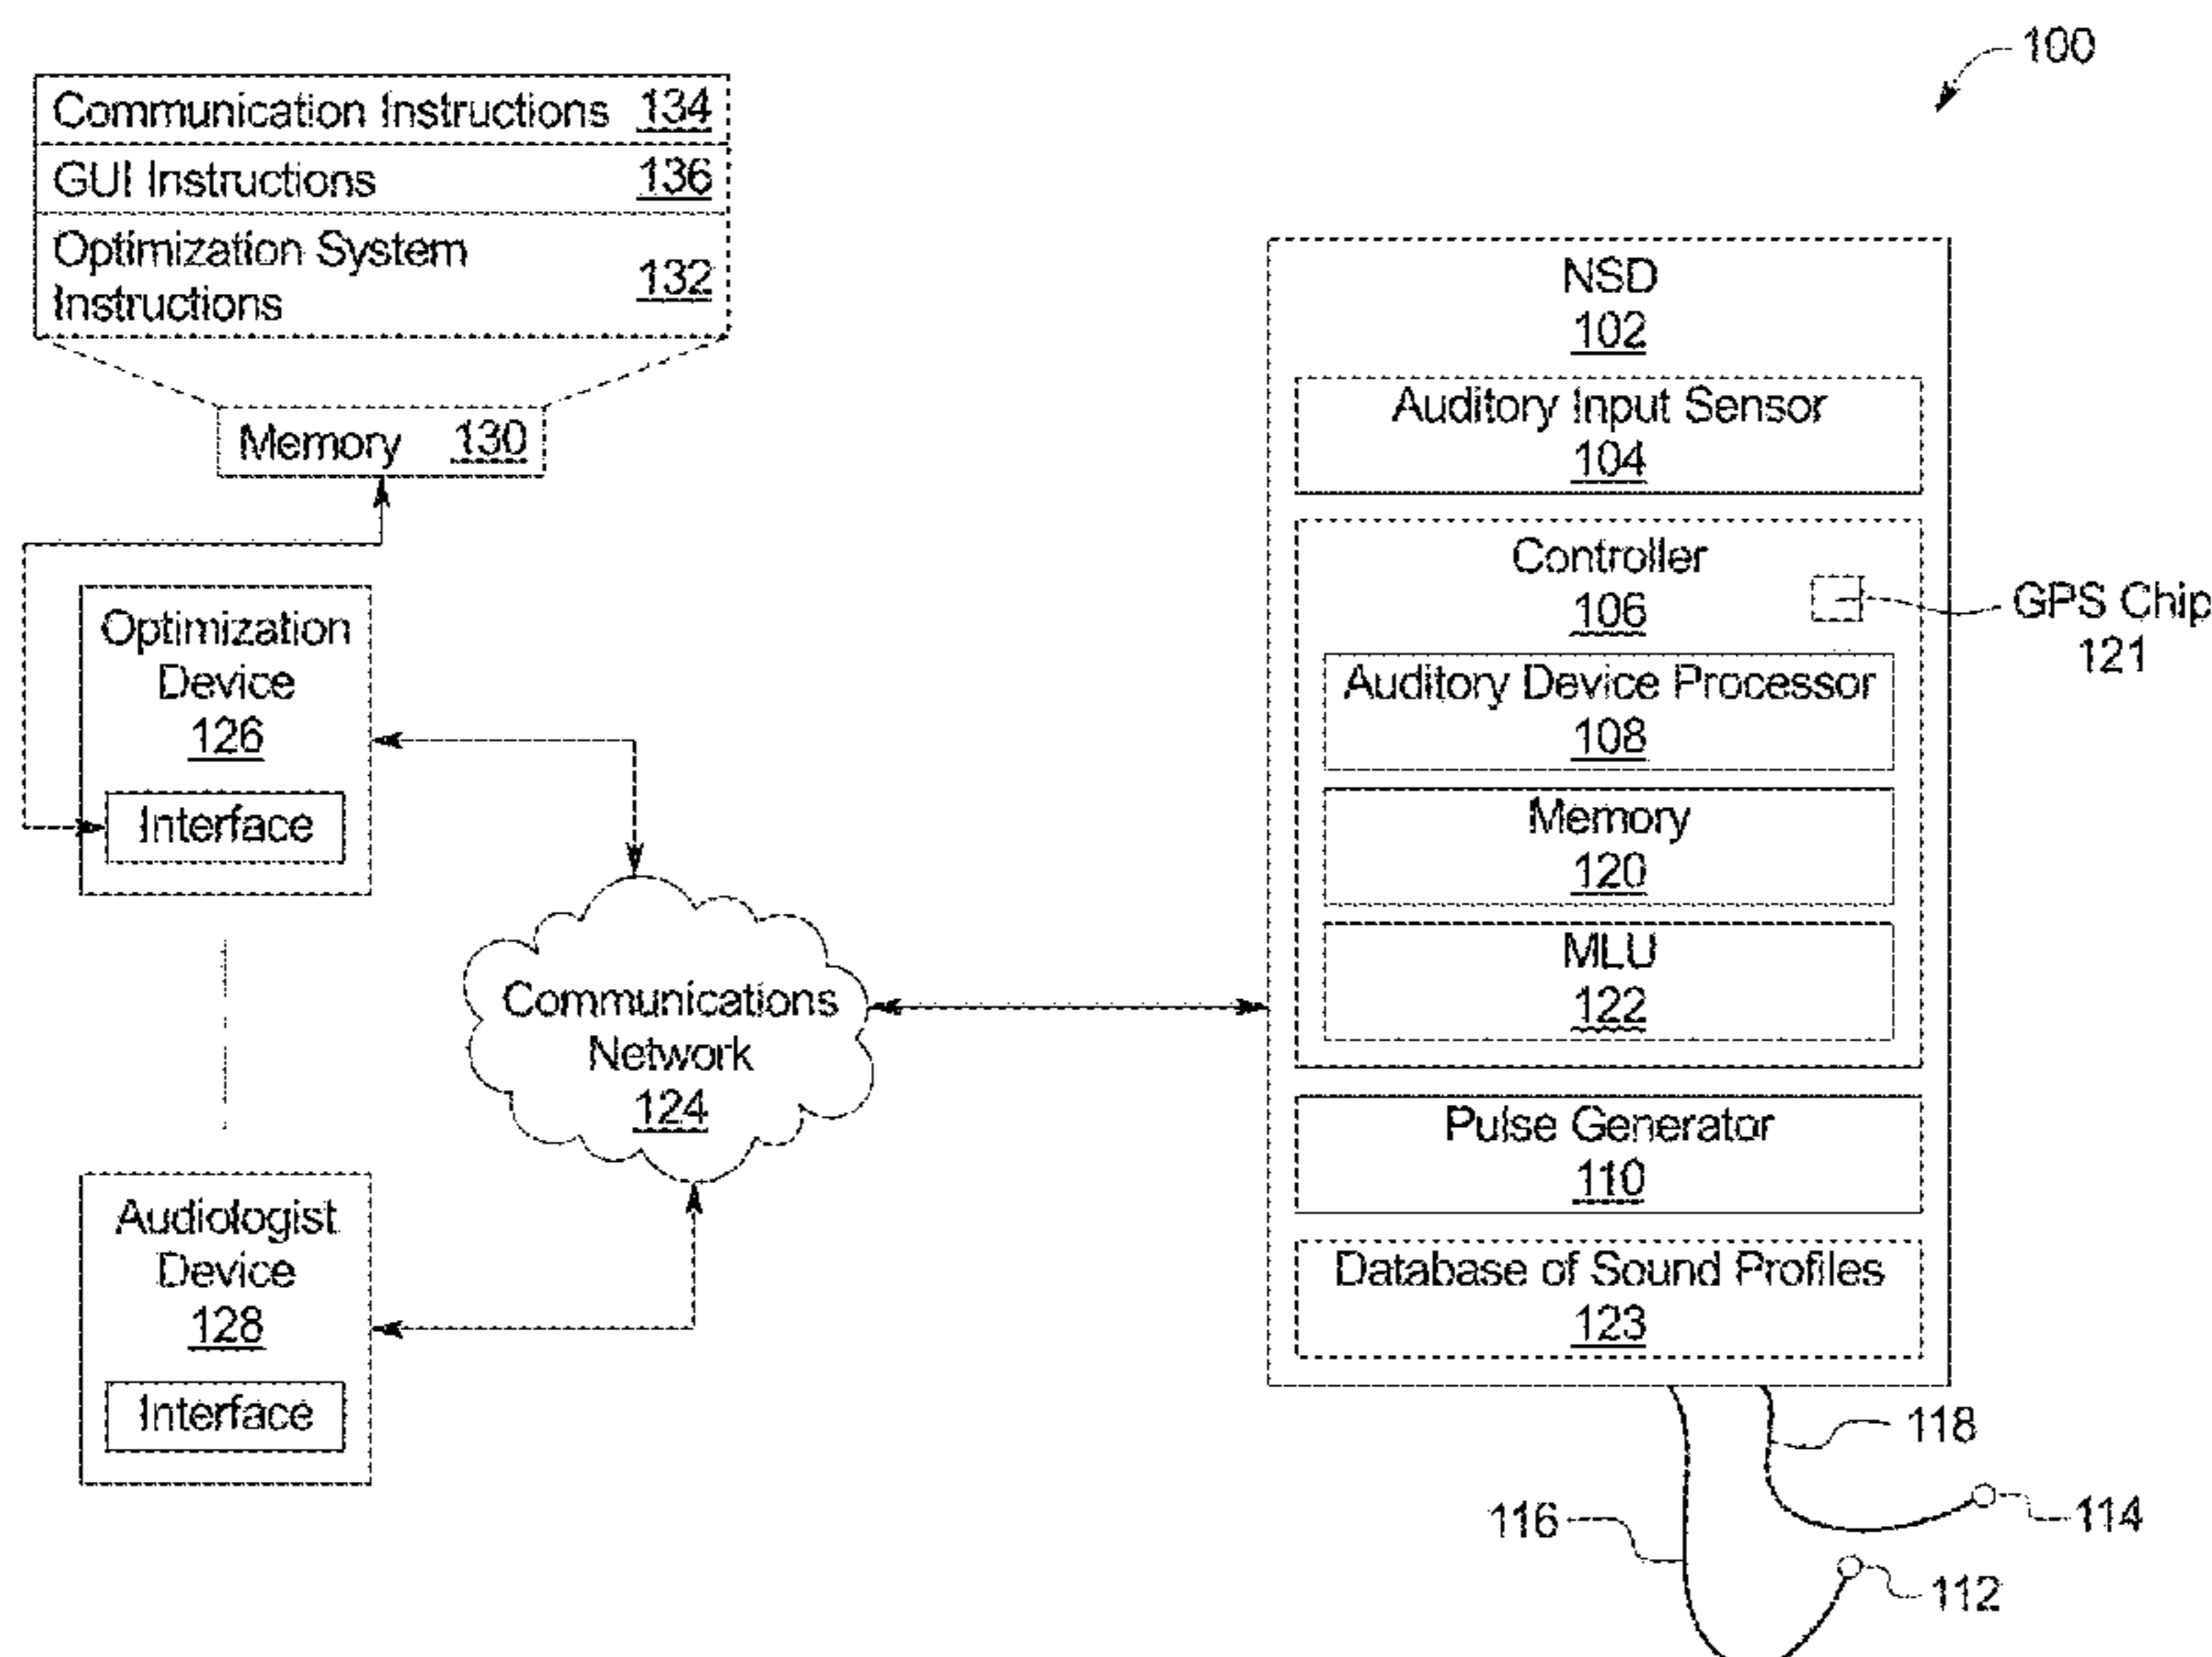 100
Communication Instructions 134
GUI Instructions 136
Optimization System
Instructions 132
Memory 130
Optimization
Device
126
Interface
Communications
Network
124
Audiologist
Device
128
Interface
NSD
102
Auditory Input Sensor
104
Controller
106
GPS Chip
121
Auditory Device Processor
108
Memory
120
MLU
122
Pulse Generator
110
Database of Sound Profiles
123
118
114
116
112